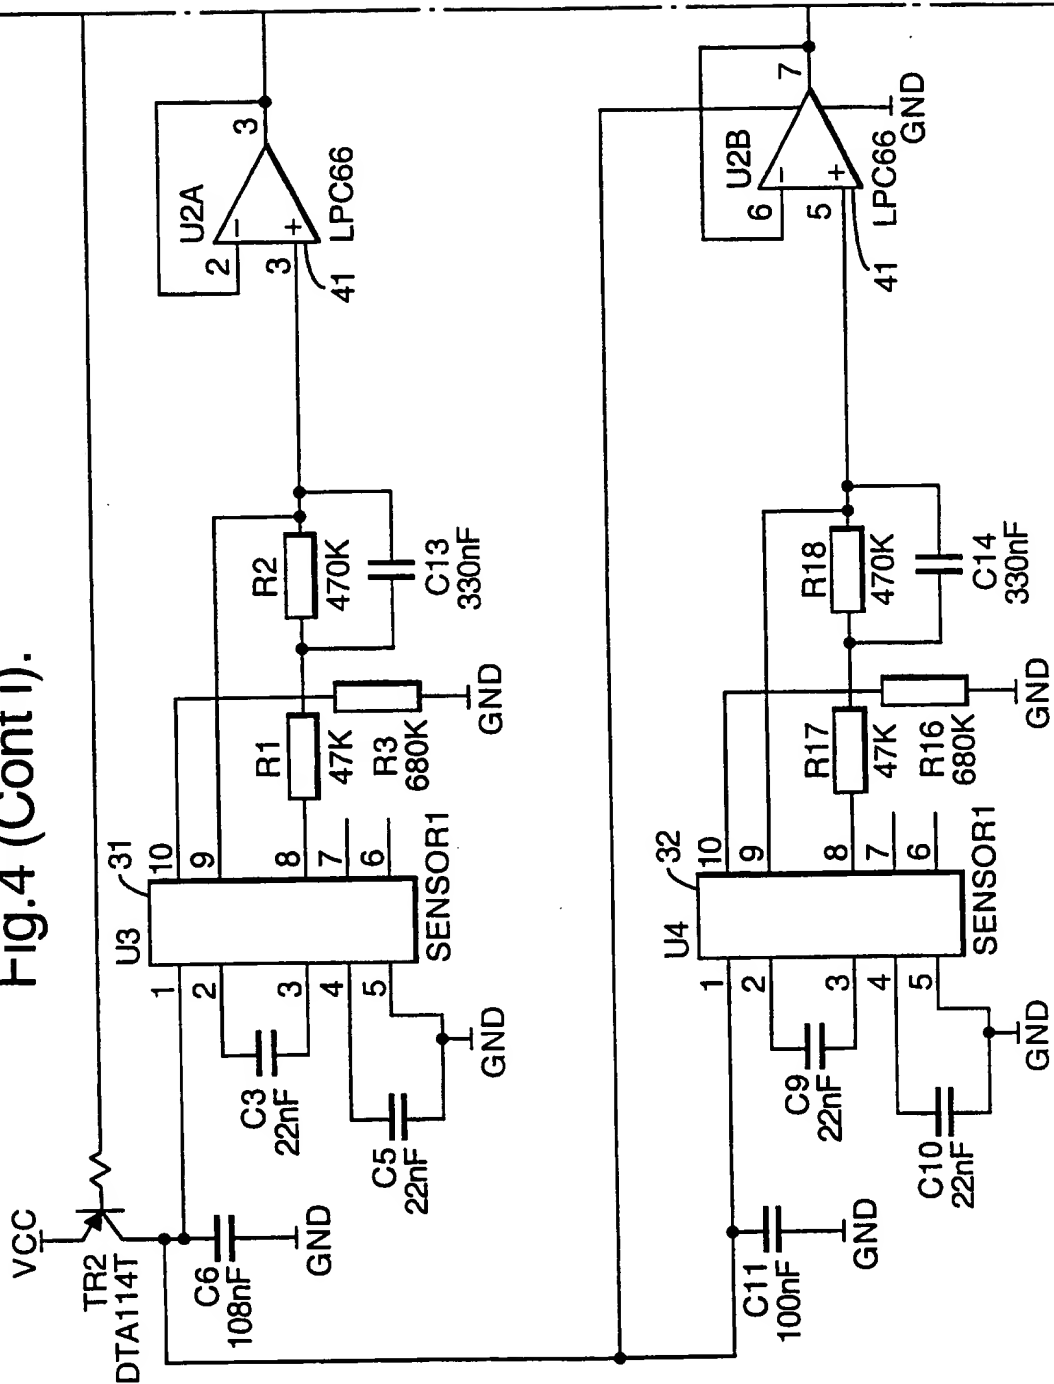 Fig.4 (Cont I).
VCC
TR2
DTA114T
C6
108nF
GND
U3
31
1
2
3
4
5
10
9
8
7
6
SENSOR1
C3
22nF
C5
22nF
GND
R1
47K
R3
680K
GND
R2
470K
C13
330nF
U2A
2
3
3
−
+
LPC66
41
C11
100nF
GND
U4
32
1
2
3
4
5
10
9
8
7
6
SENSOR1
C9
22nF
C10
22nF
GND
R17
47K
R16
680K
GND
R18
470K
C14
330nF
U2B
6
5
7
−
+
LPC66
41
GND